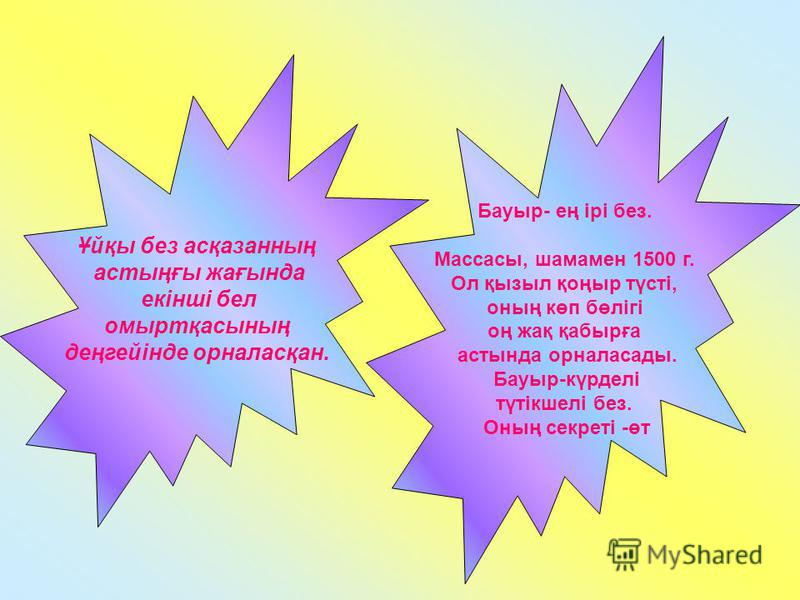 Ұйқы без асқазанның
астыңғы жағында
екінші бел
омыртқасының
деңгейінде орналасқан.
Бауыр- ең ірі без.
Массасы, шамамен 1500 г.
Ол қызыл қоңыр түсті,
оның көп бөлігі
оң жақ қабырға
астында орналасады.
Бауыр-күрделі
түтікшелі без.
Оның секреті -өт
MyShared